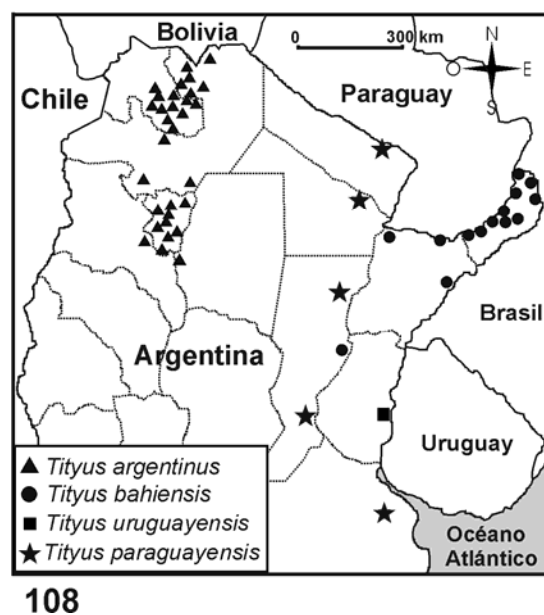 Bolivia
0 300 km
N
O E
S
Chile
Paraguay
Brasil
Argentina
Uruguay
Tityus argentinus
Tityus bahiensis
Tityus uruguayensis
Tityus paraguayensis
Océano
Atlántico
108